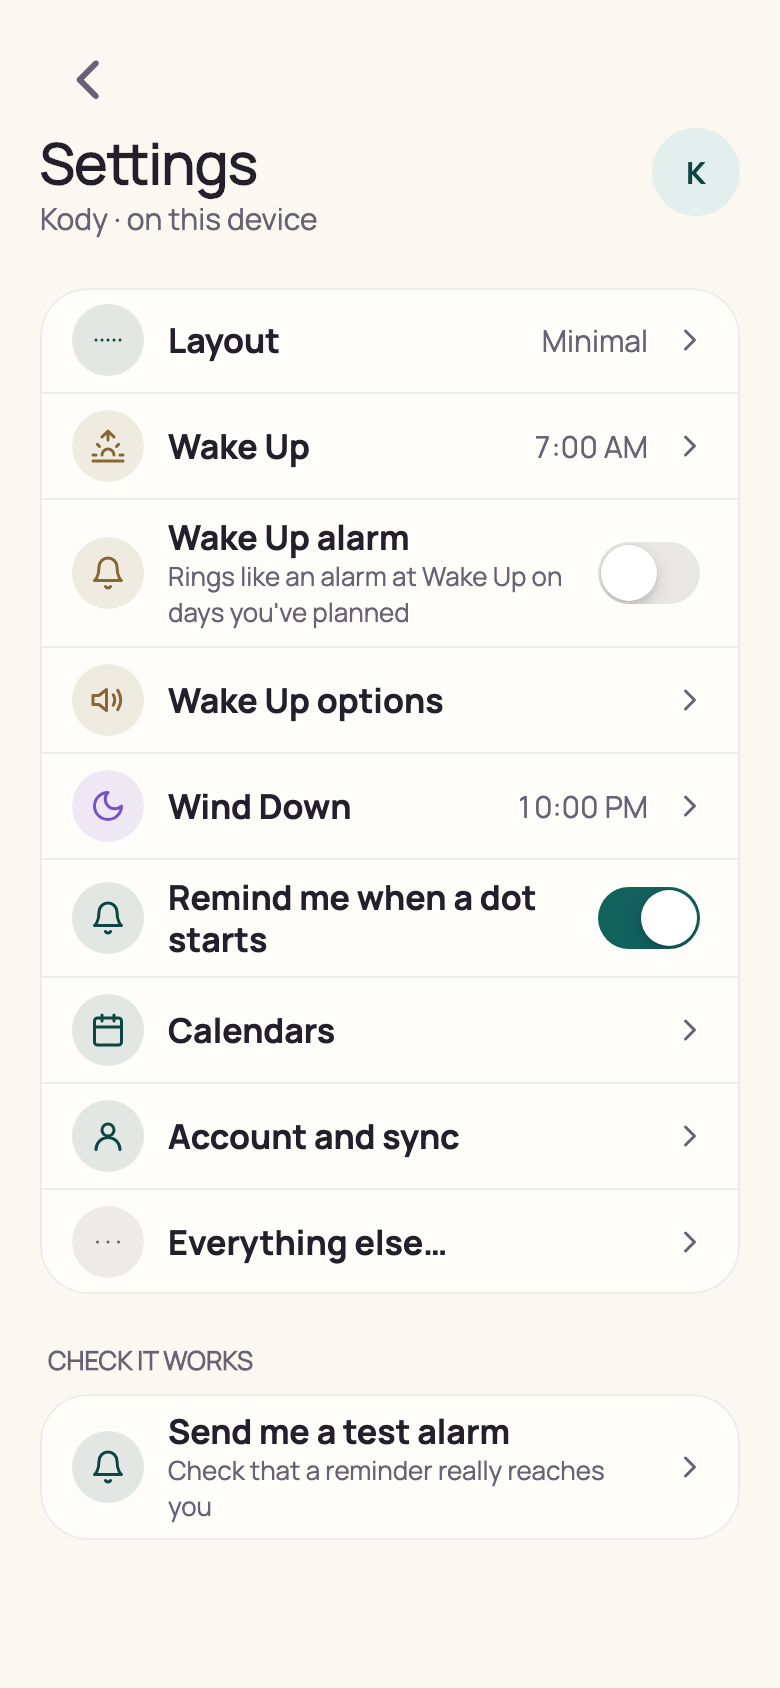 Settings
K
Kody · on this device
Layout
Minimal
Wake Up
7:00 AM
Wake Up alarm
Rings like an alarm at Wake Up on
days you've planned
Wake Up options
Wind Down
10:00 PM
Remind me when a dot
starts
Calendars
Account and sync
Everything else...
CHECK IT WORKS
Send me a test alarm
Check that a reminder really reaches
you